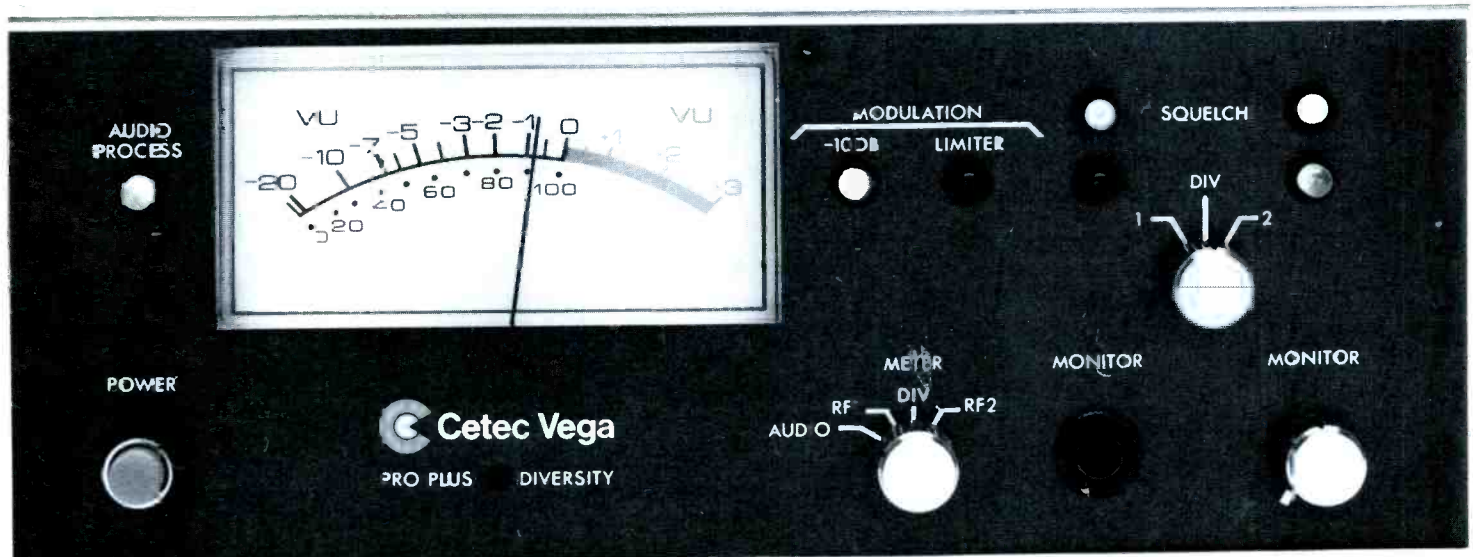 AUDIO
PROCESS
VU
VU
-20 -10 -7 -5 -3 -2 -1 0 +1 +2 +3
0 20 40 60 80 100
MODULATION
-10DB LIMITER
SQUELCH
1 DIV 2
POWER
Cetec Vega
PRO PLUS DIVERSITY
METER
AUDIO RF DIV RF2
MONITOR
MONITOR